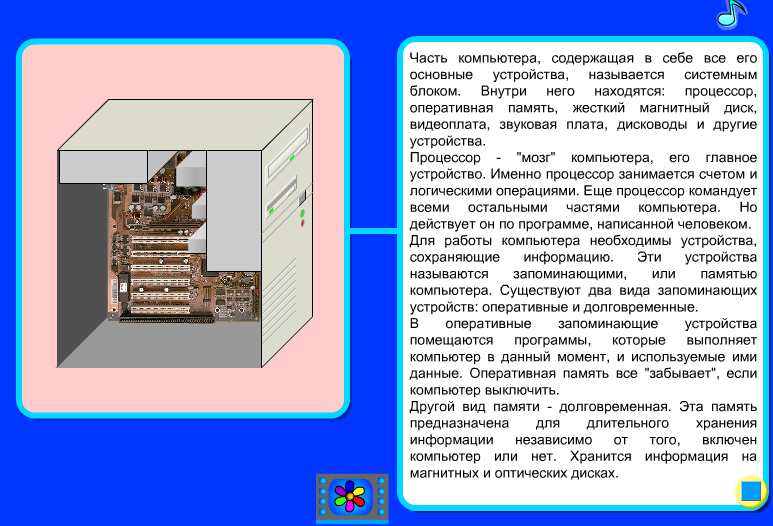 Часть компьютера, содержащая в себе все его
основные устройства, называется системным
блоком. Внутри него находятся: процессор,
оперативная память, жесткий магнитный диск,
видеоплата, звуковая плата, дисководы и другие
устройства.
Процессор - "мозг" компьютера, его главное
устройство. Именно процессор занимается счетом и
логическими операциями. Еще процессор командует
всеми остальными частями компьютера. Но
действует он по программе, написанной человеком.
Для работы компьютера необходимы устройства,
сохраняющие информацию. Эти устройства
называются запоминающими, или памятью
компьютера. Существуют два вида запоминающих
устройств: оперативные и долговременные.
В оперативные запоминающие устройства
помещаются программы, которые выполняет
компьютер в данный момент, и используемые ими
данные. Оперативная память все "забывает", если
компьютер выключить.
Другой вид памяти - долговременная. Эта память
предназначена для длительного хранения
информации независимо от того, включен
компьютер или нет. Хранится информация на
магнитных и оптических дисках.